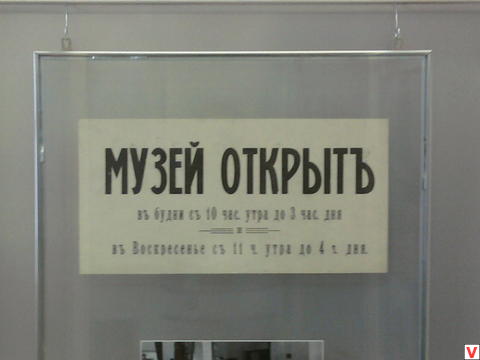 МУЗЕЙ ОТКРЫТЪ
въ будни съ 10 час. утра до 3 час. дня
и
въ Воскресенье съ 11 ч. утра до 4 ч. дня.
V